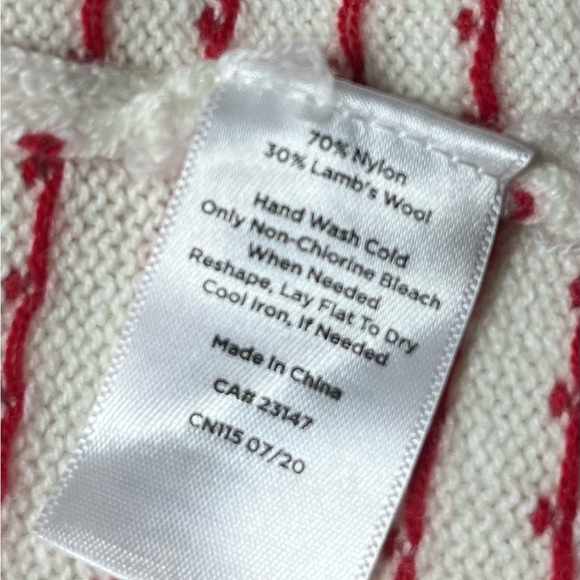 70% Nylon
30% Lamb's Wool
Hand Wash Cold
Only Non-Chlorine Bleach
When Needed
Reshape, Lay Flat To Dry
Cool Iron, If Needed
Made In China
CA# 23147
CN115 07/20